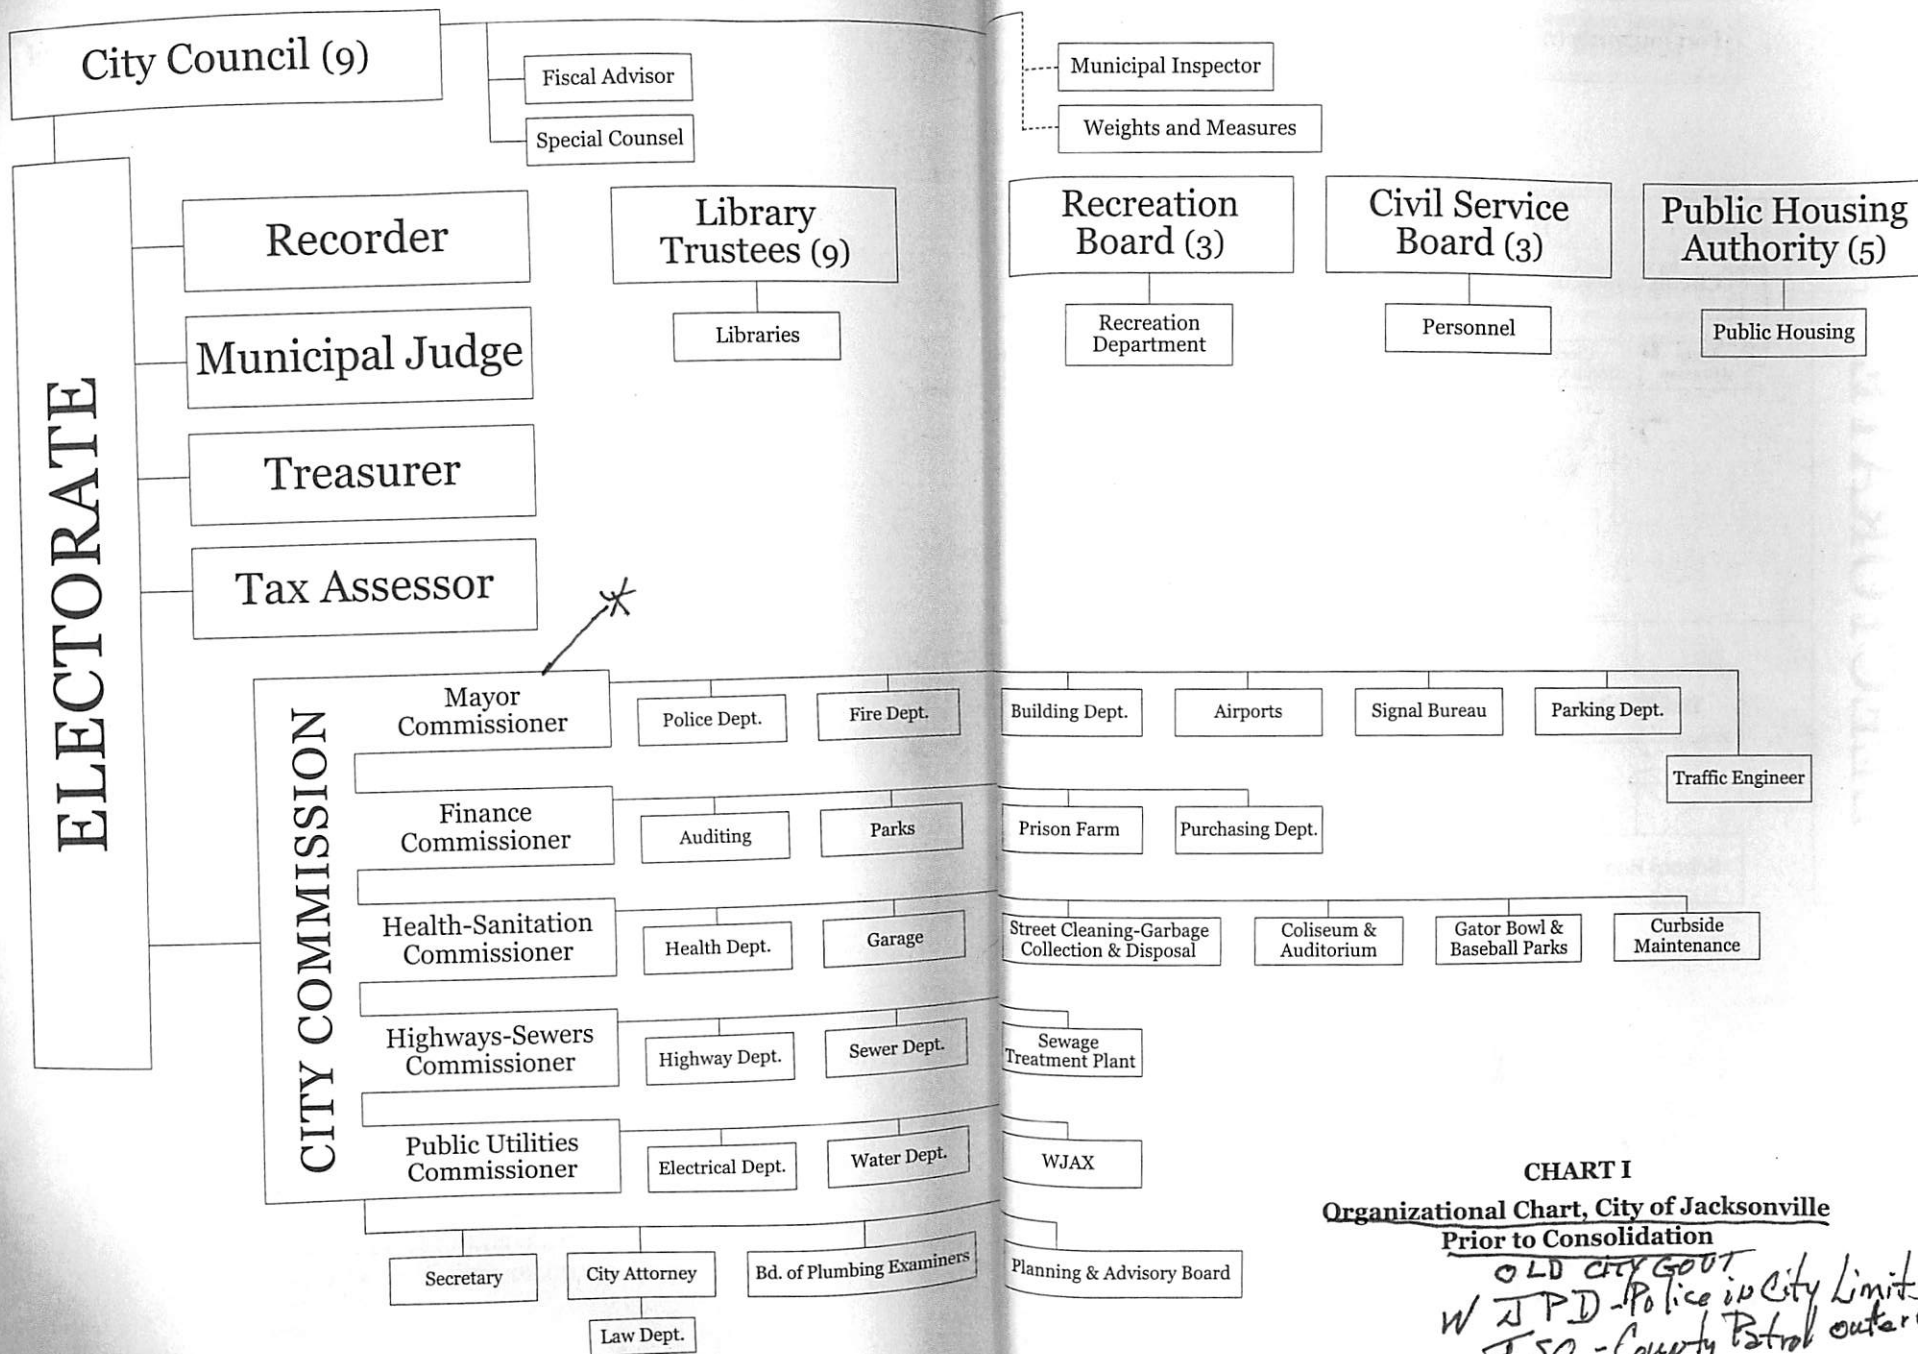 City Council (9)
Fiscal Advisor
Special Counsel
Municipal Inspector
Weights and Measures
ELECTORATE
Recorder
Municipal Judge
Treasurer
Tax Assessor
Library
Trustees (9)
Libraries
Recreation
Board (3)
Recreation
Department
Civil Service
Board (3)
Personnel
Public Housing
Authority (5)
Public Housing
CITY COMMISSION
Mayor
Commissioner
Police Dept.
Fire Dept.
Building Dept.
Airports
Signal Bureau
Parking Dept.
Traffic Engineer
Finance
Commissioner
Auditing
Parks
Prison Farm
Purchasing Dept.
Health-Sanitation
Commissioner
Health Dept.
Garage
Street Cleaning-Garbage
Collection & Disposal
Coliseum &
Auditorium
Gator Bowl &
Baseball Parks
Curbside
Maintenance
Highways-Sewers
Commissioner
Highway Dept.
Sewer Dept.
Sewage
Treatment Plant
Public Utilities
Commissioner
Electrical Dept.
Water Dept.
WJAX
Secretary
City Attorney
Law Dept.
Bd. of Plumbing Examiners
Planning & Advisory Board
CHART I
Organizational Chart, City of Jacksonville
Prior to Consolidation
OLD CITY GOVT
W JPD - Police in City Limits
JSO - County Patrol outer